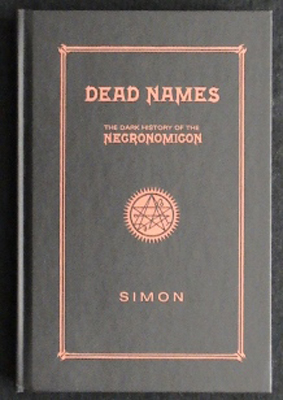 DEAD NAMES
THE DARK HISTORY OF THE
NECRONOMICON
SIMON